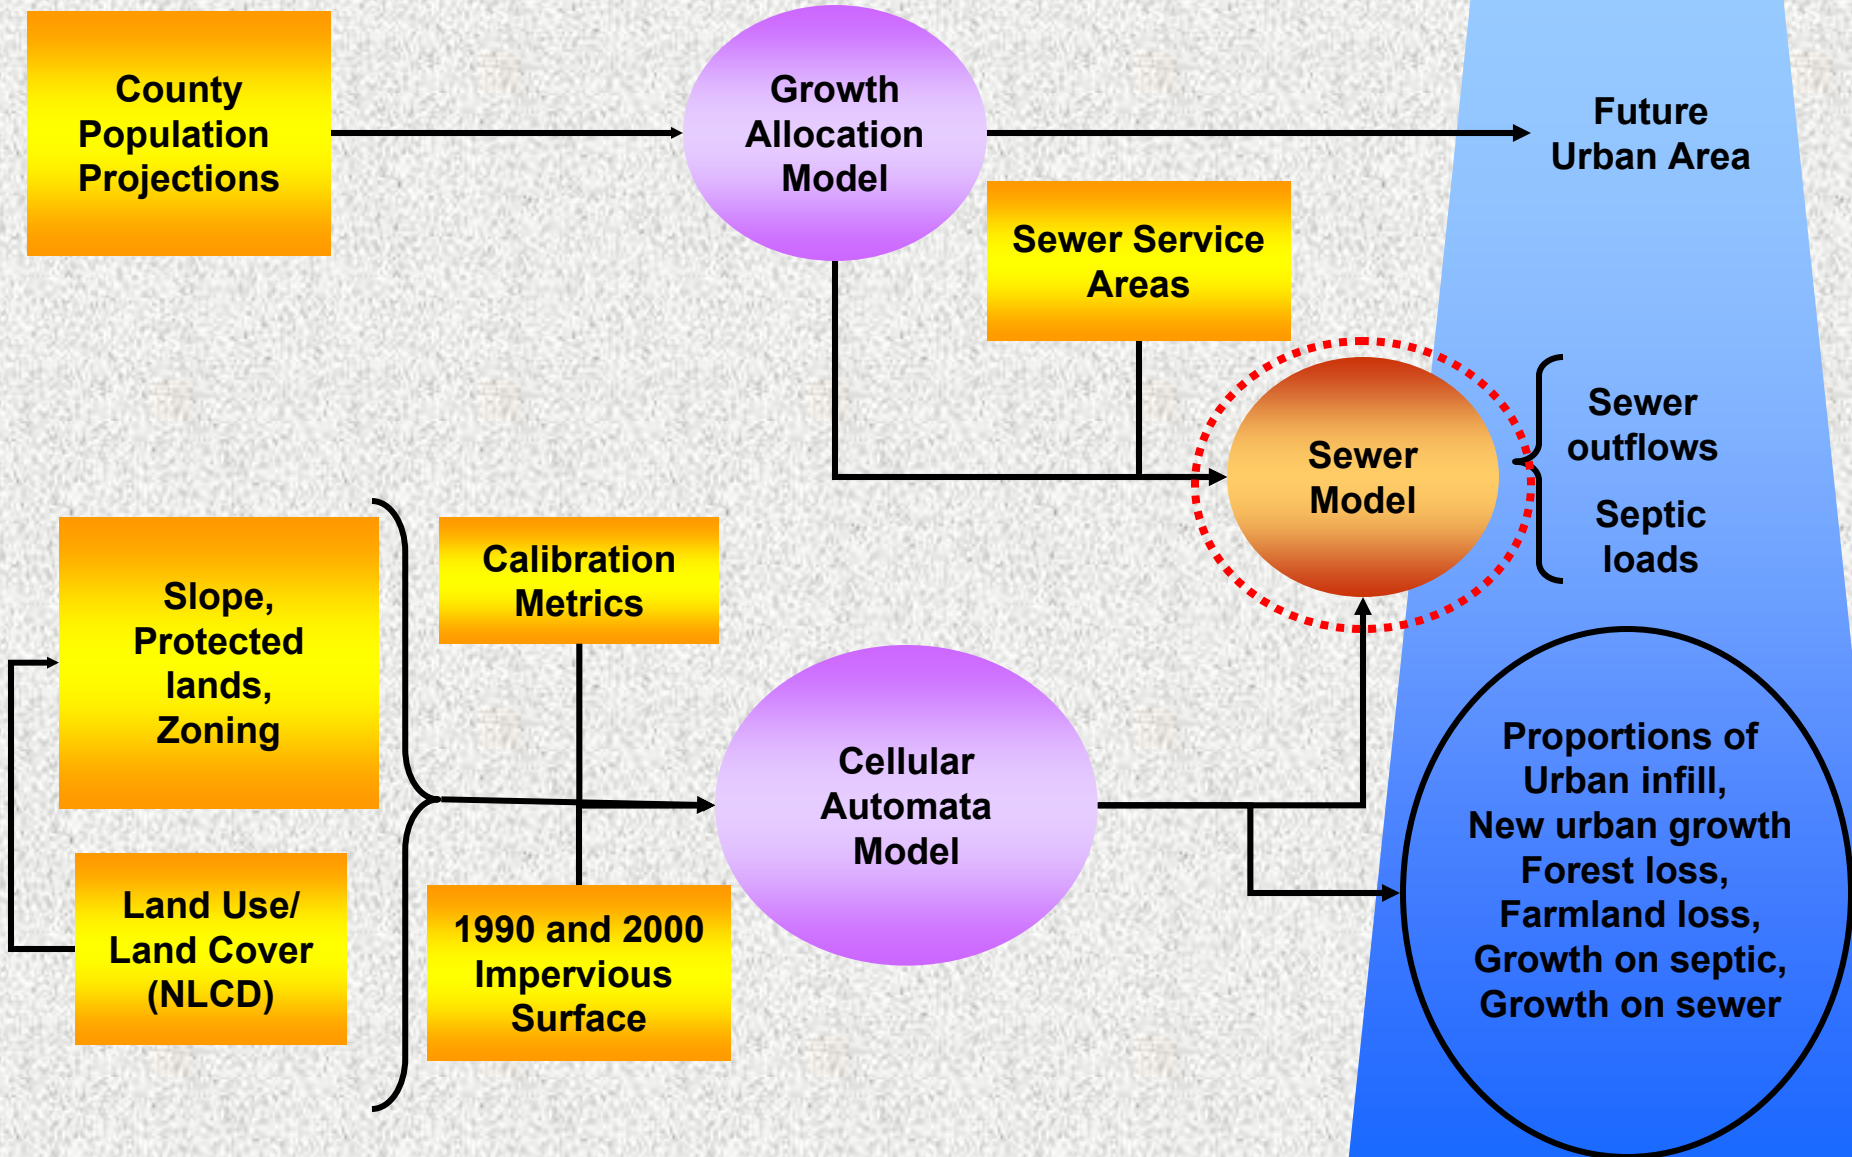 County
Population
Projections
Growth
Allocation
Model
Future
Urban Area
Sewer Service
Areas
Sewer
Model
Sewer
outflows
Septic
loads
Slope,
Protected
lands,
Zoning
Calibration
Metrics
Cellular
Automata
Model
Land Use/
Land Cover
(NLCD)
1990 and 2000
Impervious
Surface
Proportions of
Urban infill,
New urban growth
Forest loss,
Farmland loss,
Growth on septic,
Growth on sewer